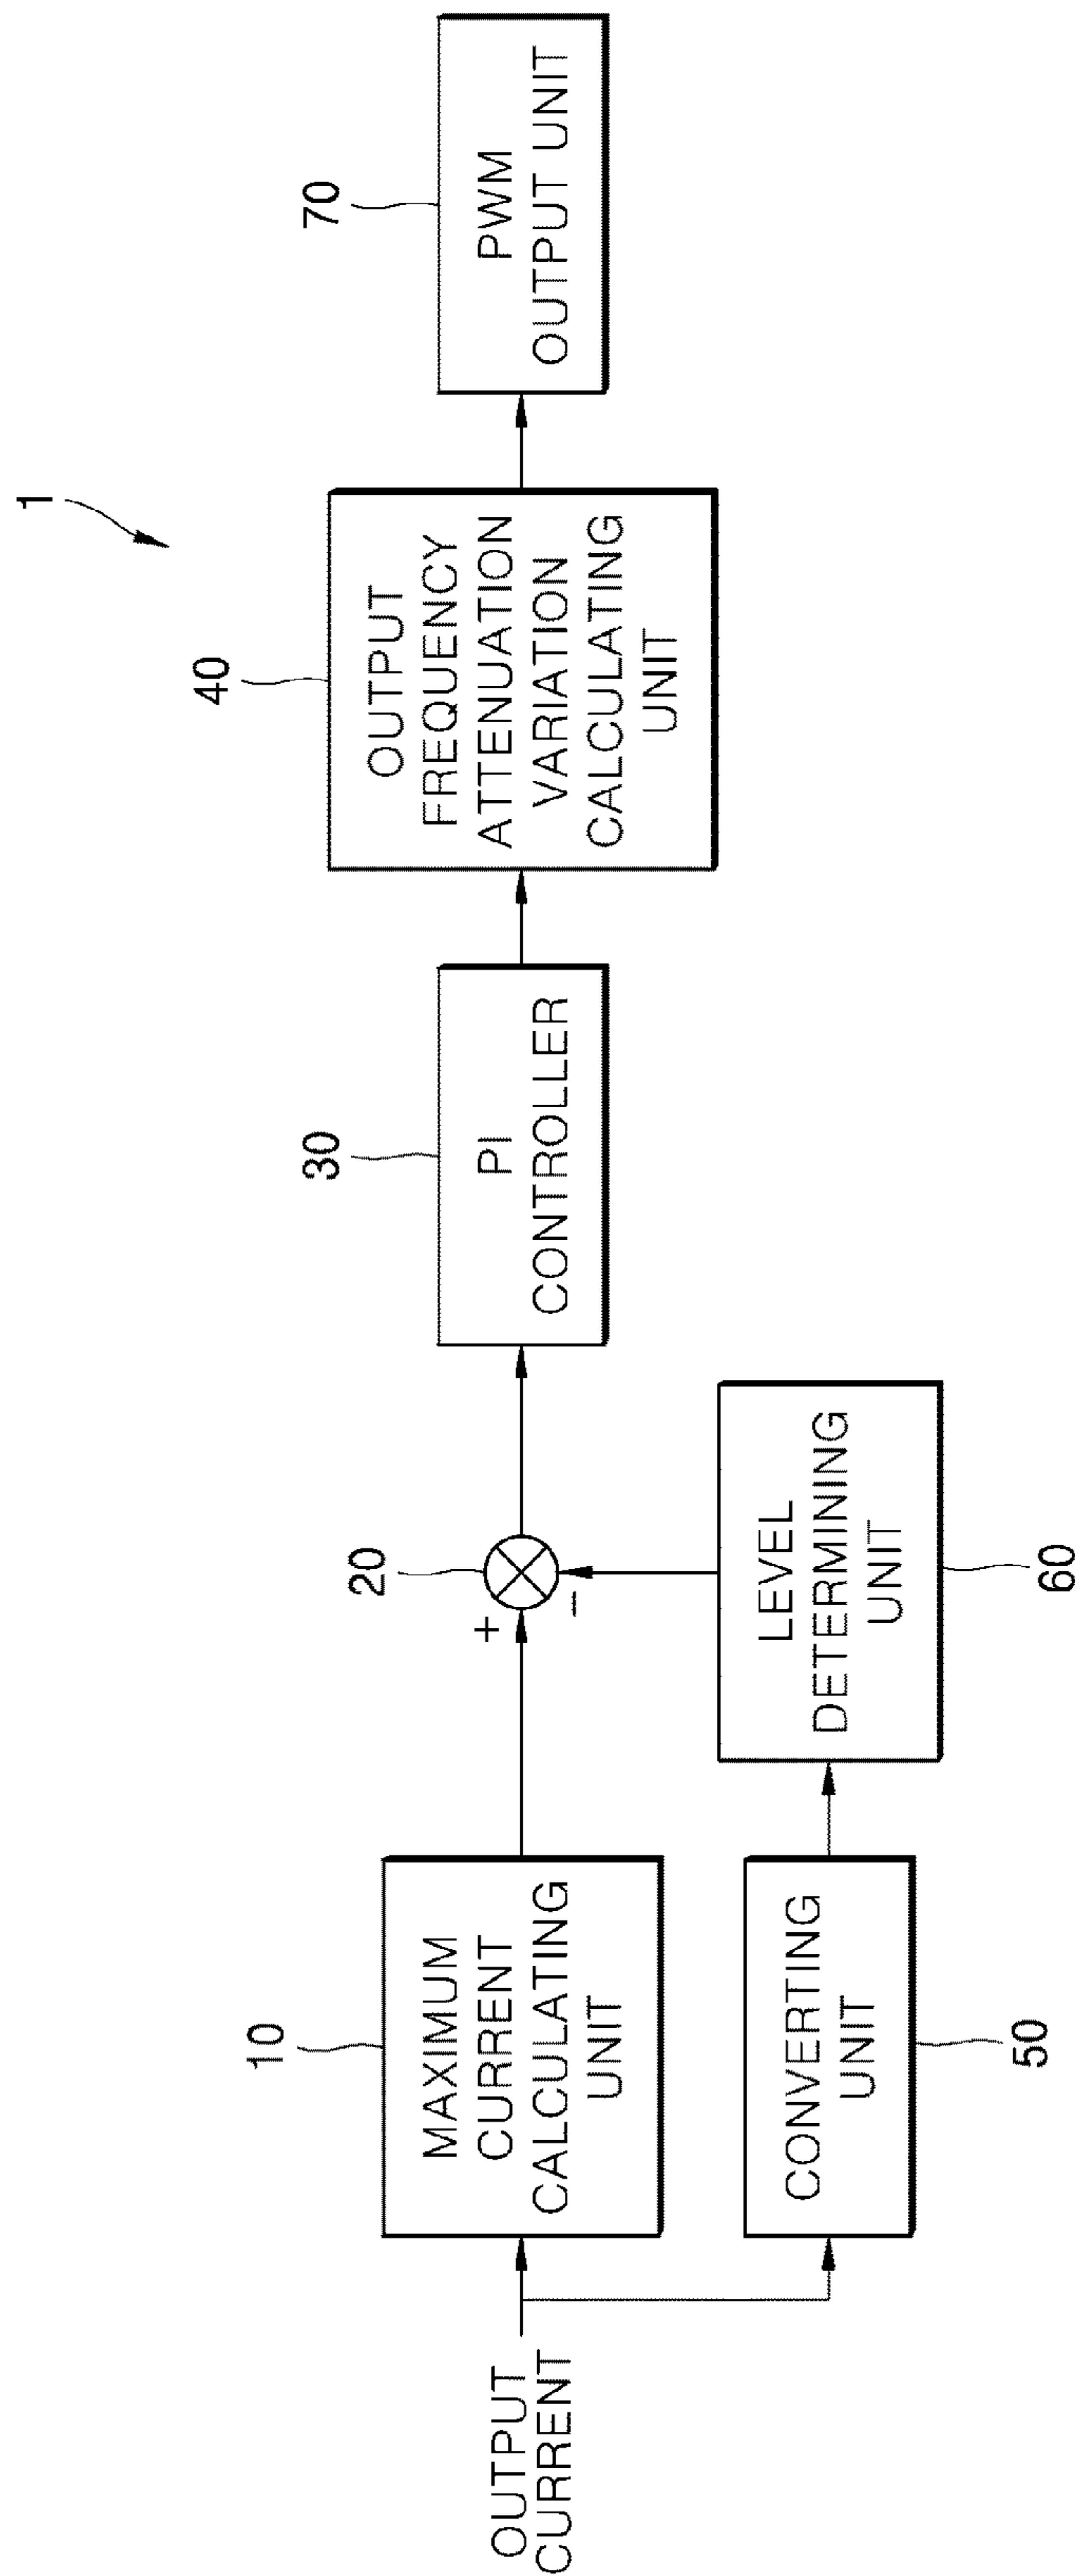 1
OUTPUT
CURRENT
10
MAXIMUM
CURRENT
CALCULATING
UNIT
20
+
−
30
PI
CONTROLLER
40
OUTPUT
FREQUENCY
ATTENUATION
VARIATION
CALCULATING
UNIT
70
PWM
OUTPUT UNIT
CONVERTING
UNIT
50
LEVEL
DETERMINING
UNIT
60